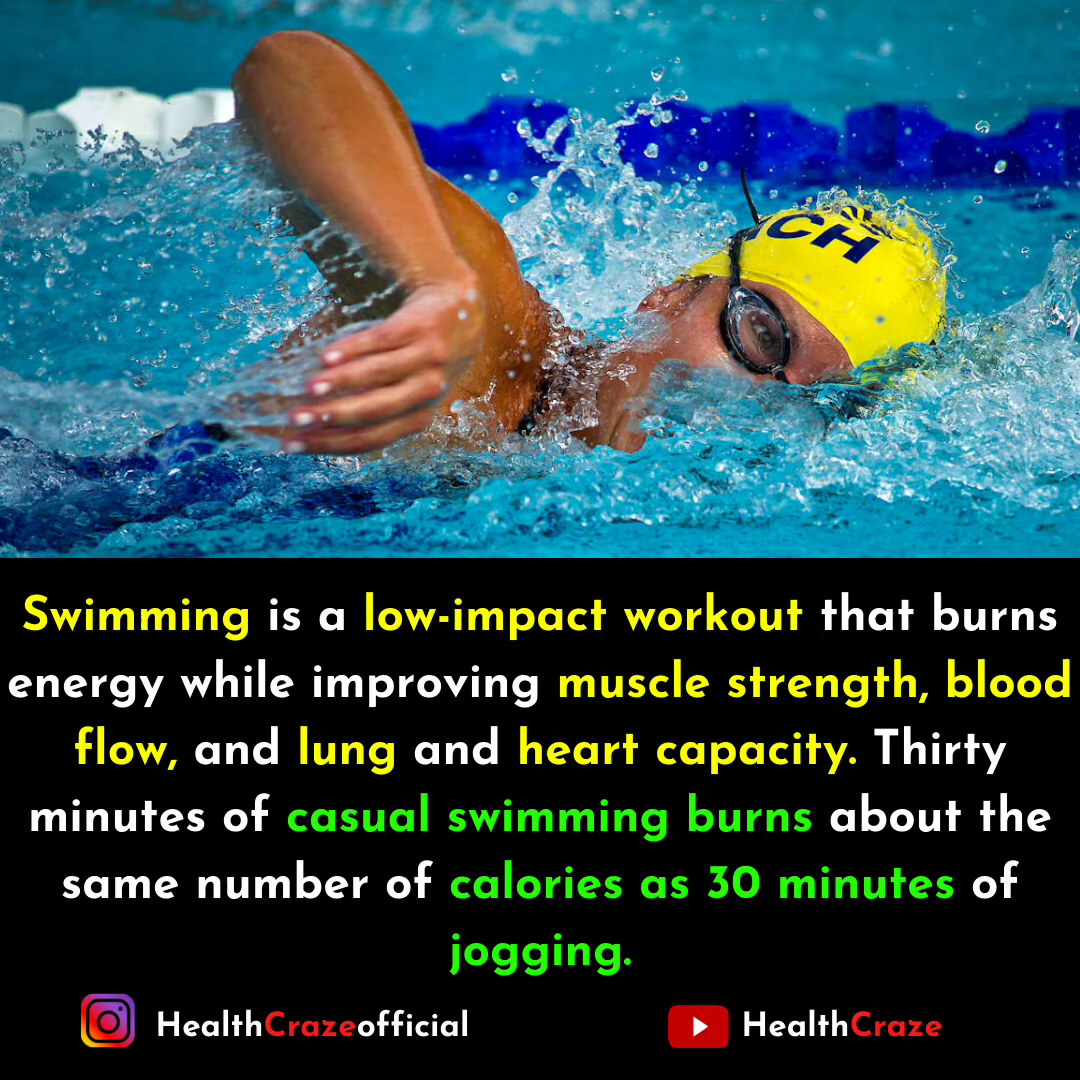 CH
Swimming is a low-impact workout that burns
energy while improving muscle strength, blood
flow, and lung and heart capacity. Thirty
minutes of casual swimming burns about the
same number of calories as 30 minutes of
jogging.
HealthCrazeofficial
HealthCraze